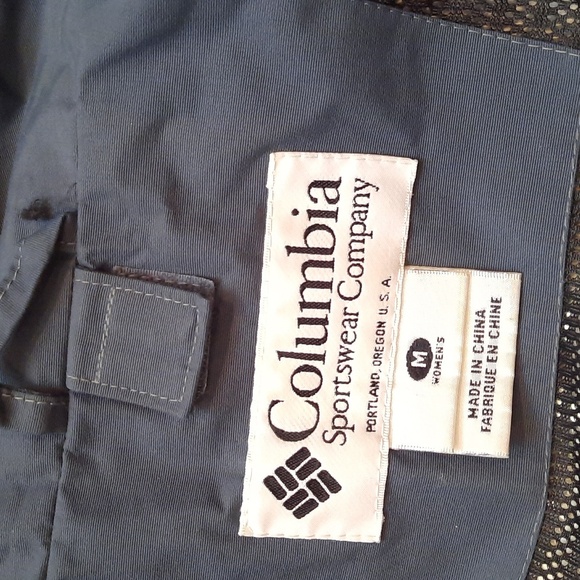 Columbia
Sportswear Company
PORTLAND, OREGON U.S.A.
M
WOMEN'S
MADE IN CHINA
FABRIQUE EN CHINE